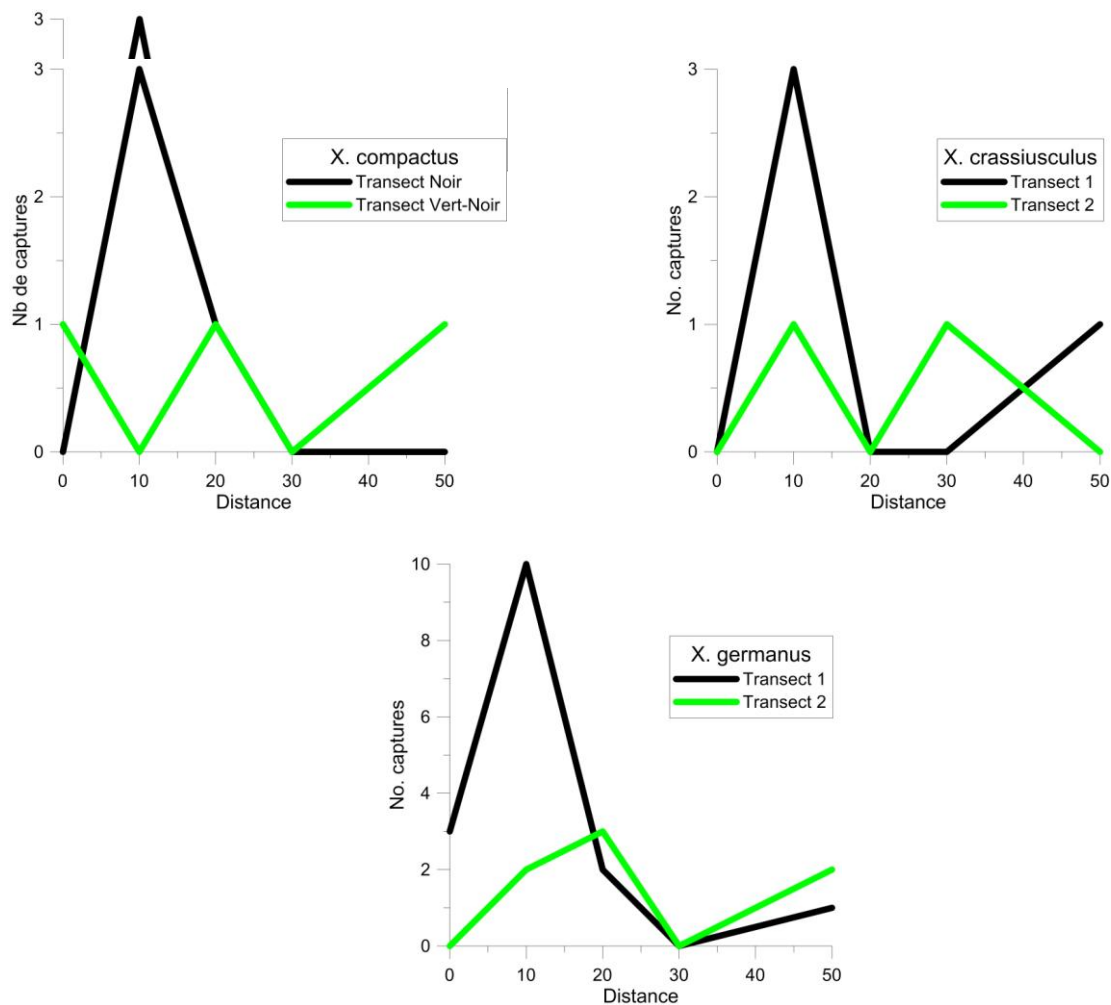 3
3
2
1
0
Nb de captures
X. compactus
Transect Noir
Transect Vert-Noir
0 10 20 30 40 50
Distance
3
2
1
0
No. captures
X. crassiusculus
Transect 1
Transect 2
0 10 20 30 40 50
Distance
10
8
6
4
2
0
No. captures
X. germanus
Transect 1
Transect 2
0 10 20 30 40 50
Distance